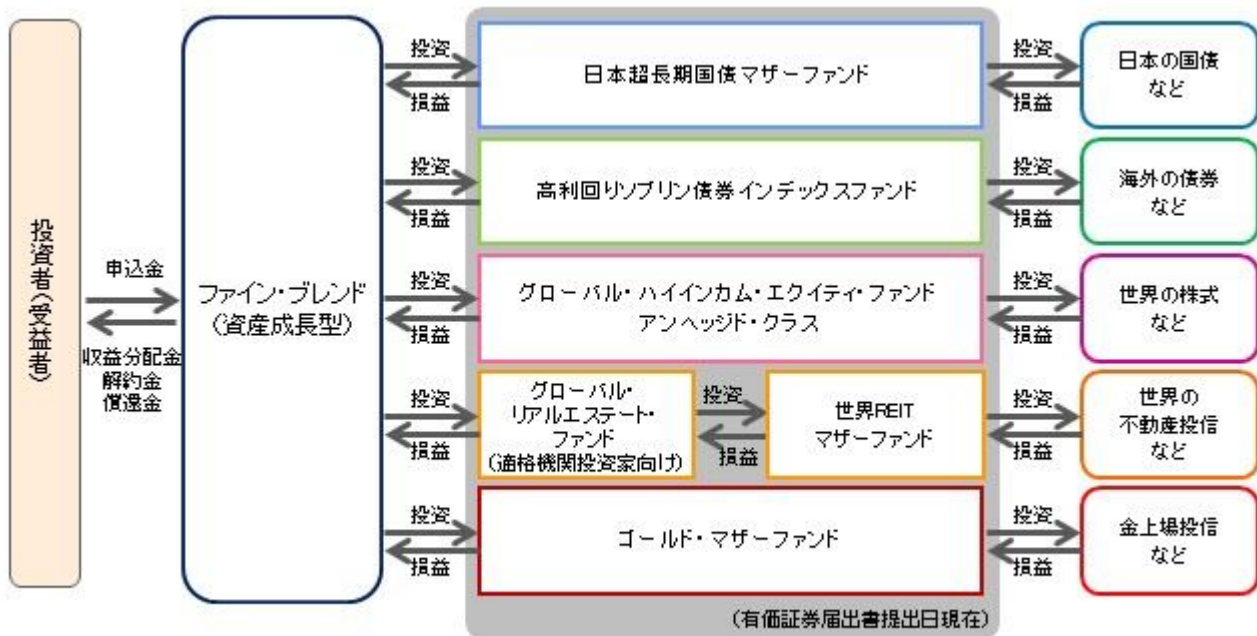 投資者(受益者)
申込金
収益分配金
解約金
償還金
ファイン・ブレンド
(資産成長型)
投資
損益
日本超長期国債マザーファンド
投資
損益
日本の国債
など
投資
損益
高利回りソブリン債券インデックスファンド
投資
損益
海外の債券
など
投資
損益
グローバル・ハイインカム・エクイティ・ファンド
アンヘッジド・クラス
投資
損益
世界の株式
など
投資
損益
グローバル・
リアルエステート・
ファンド
(適格機関投資家向け)
投資
損益
世界REIT
マザーファンド
投資
損益
世界の
不動産投信
など
投資
損益
ゴールド・マザーファンド
投資
損益
金上場投信
など
(有価証券届出書提出日現在)